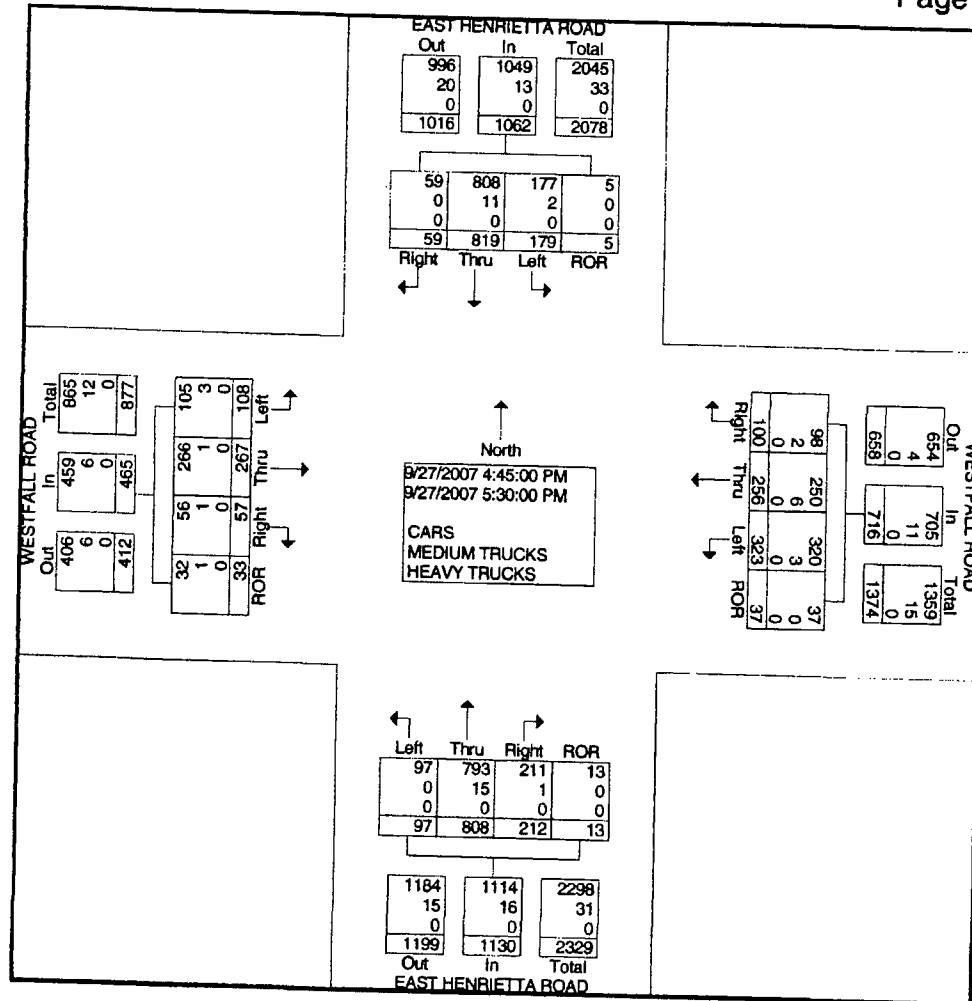 Page
EAST HENRIETTA ROAD
Out In Total
996 1049 2045
20 13 33
0 0 0
1016 1062 2078
59 808 177 5
0 11 2 0
0 0 0 0
59 819 179 5
Right Thru Left ROR
WESTFALL ROAD
Total In Out
865 459 406
12 6 6
0 0 0
877 465 412
105 266 56 32
3 1 1 1
0 0 0 0
108 267 57 33
Left Thru Right ROR
North
9/27/2007 4:45:00 PM
9/27/2007 5:30:00 PM
CARS
MEDIUM TRUCKS
HEAVY TRUCKS
WESTFALL ROAD
Out In Total
654 705 1359
4 11 15
0 0 0
658 716 1374
98 250 320 37
2 6 3 0
0 0 0 0
100 256 323 37
Right Thru Left ROR
Left Thru Right ROR
97 793 211 13
0 15 1 0
0 0 0 0
97 808 212 13
1184 1114 2298
15 16 31
0 0 0
1199 1130 2329
Out In Total
EAST HENRIETTA ROAD